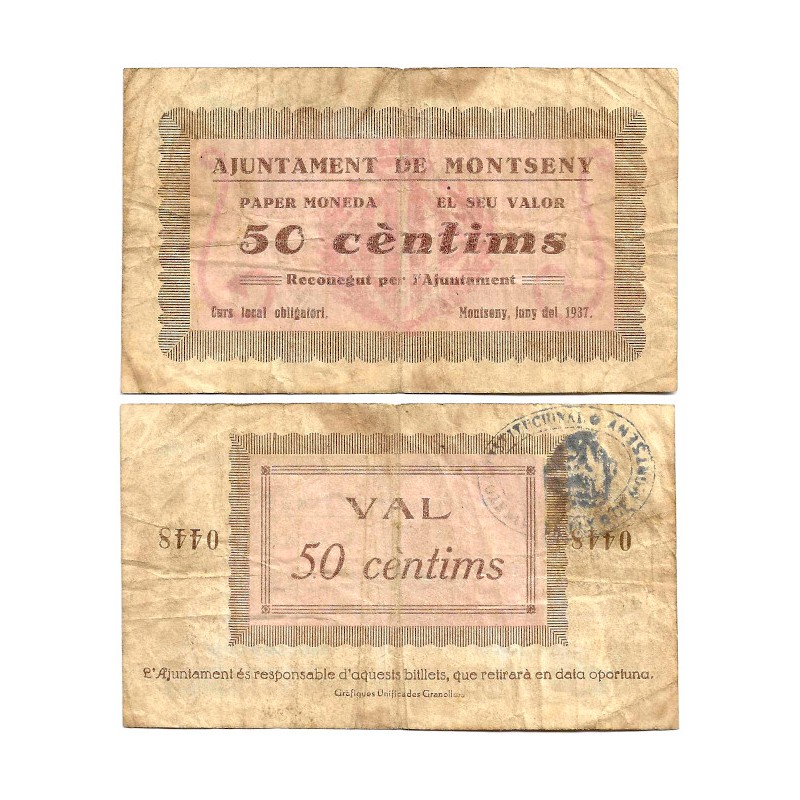 AJUNTAMENT DE MONTSENY
PAPER MONEDA EL SEU VALOR
50 cèntims
Reconegut per l'Ajuntament
Curs local obligatori. Montseny, juny del 1937.
MONTSENY
VAL
50 cèntims
0448 0448
L'Ajuntament és responsable d'aquests bitllets, que retirarà en data oportuna.
Gràfiques Unificades Granollers